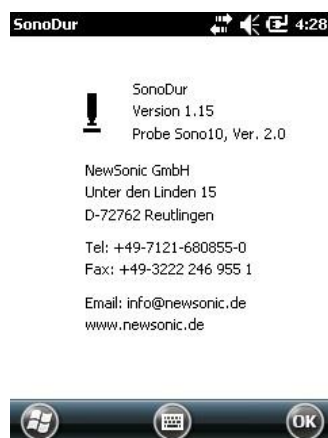 SonoDur 4:28
SonoDur
Version 1.15
Probe Sono10, Ver. 2.0
NewSonic GmbH
Unter den Linden 15
D-72762 Reutlingen
Tel: +49-7121-680855-0
Fax: +49-3222 246 955 1
Email: info@newsonic.de
www.newsonic.de
OK